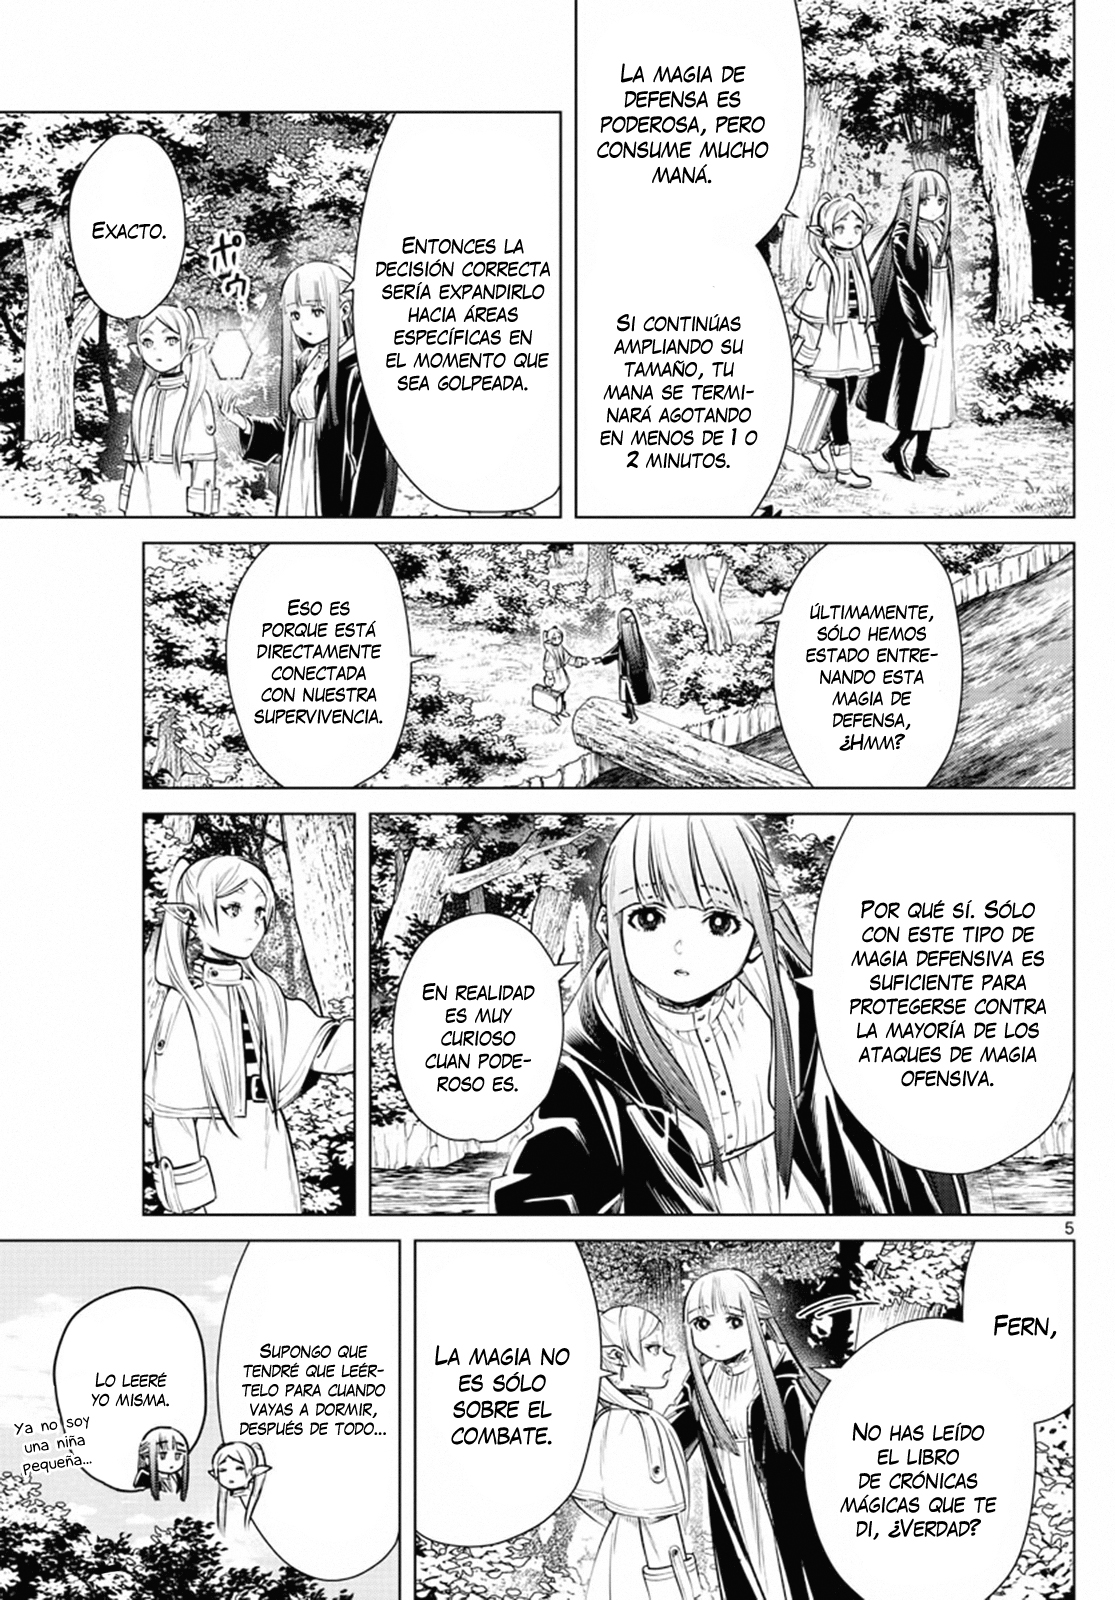 LA MAGIA DE
DEFENSA ES
PODEROSA, PERO
CONSUME MUCHO
MANÁ.
SI CONTINÚAS
AMPLIANDO SU
TAMAÑO, TU
MANA SE TERMI-
NARÁ AGOTANDO
EN MENOS DE 1 O
2 MINUTOS.
ENTONCES LA
DECISIÓN CORRECTA
SERÍA EXPANDIRLO
HACIA ÁREAS
ESPECÍFICAS EN
EL MOMENTO QUE
SEA GOLPEADA.
ポウ
EXACTO.
ÚLTIMAMENTE,
SÓLO HEMOS
ESTADO ENTRE-
NANDO ESTA
MAGIA DE
DEFENSA,
¿HMM?
ESO ES
PORQUE ESTÁ
DIRECTAMENTE
CONECTADA
CON NUESTRA
SUPERVIVENCIA.
POR QUÉ SÍ. SÓLO
CON ESTE TIPO DE
MAGIA DEFENSIVA ES
SUFICIENTE PARA
PROTEGERSE CONTRA
LA MAYORÍA DE LOS
ATAQUES DE MAGIA
OFENSIVA.
EN REALIDAD
ES MUY
CURIOSO
CUAN PODE-
ROSO ES.
5
FERN,
NO HAS LEÍDO
EL LIBRO
DE CRÓNICAS
MÁGICAS QUE TE
DI, ¿VERDAD?
LA MAGIA NO
ES SÓLO
SOBRE EL
COMBATE.
SUPONGO QUE
TENDRÉ QUE LEÉR-
TELO PARA CUANDO
VAYAS A DORMIR,
DESPUÉS DE TODO...
LO LEERÉ
YO MISMA.
Ya no soy
una niña
pequeña...